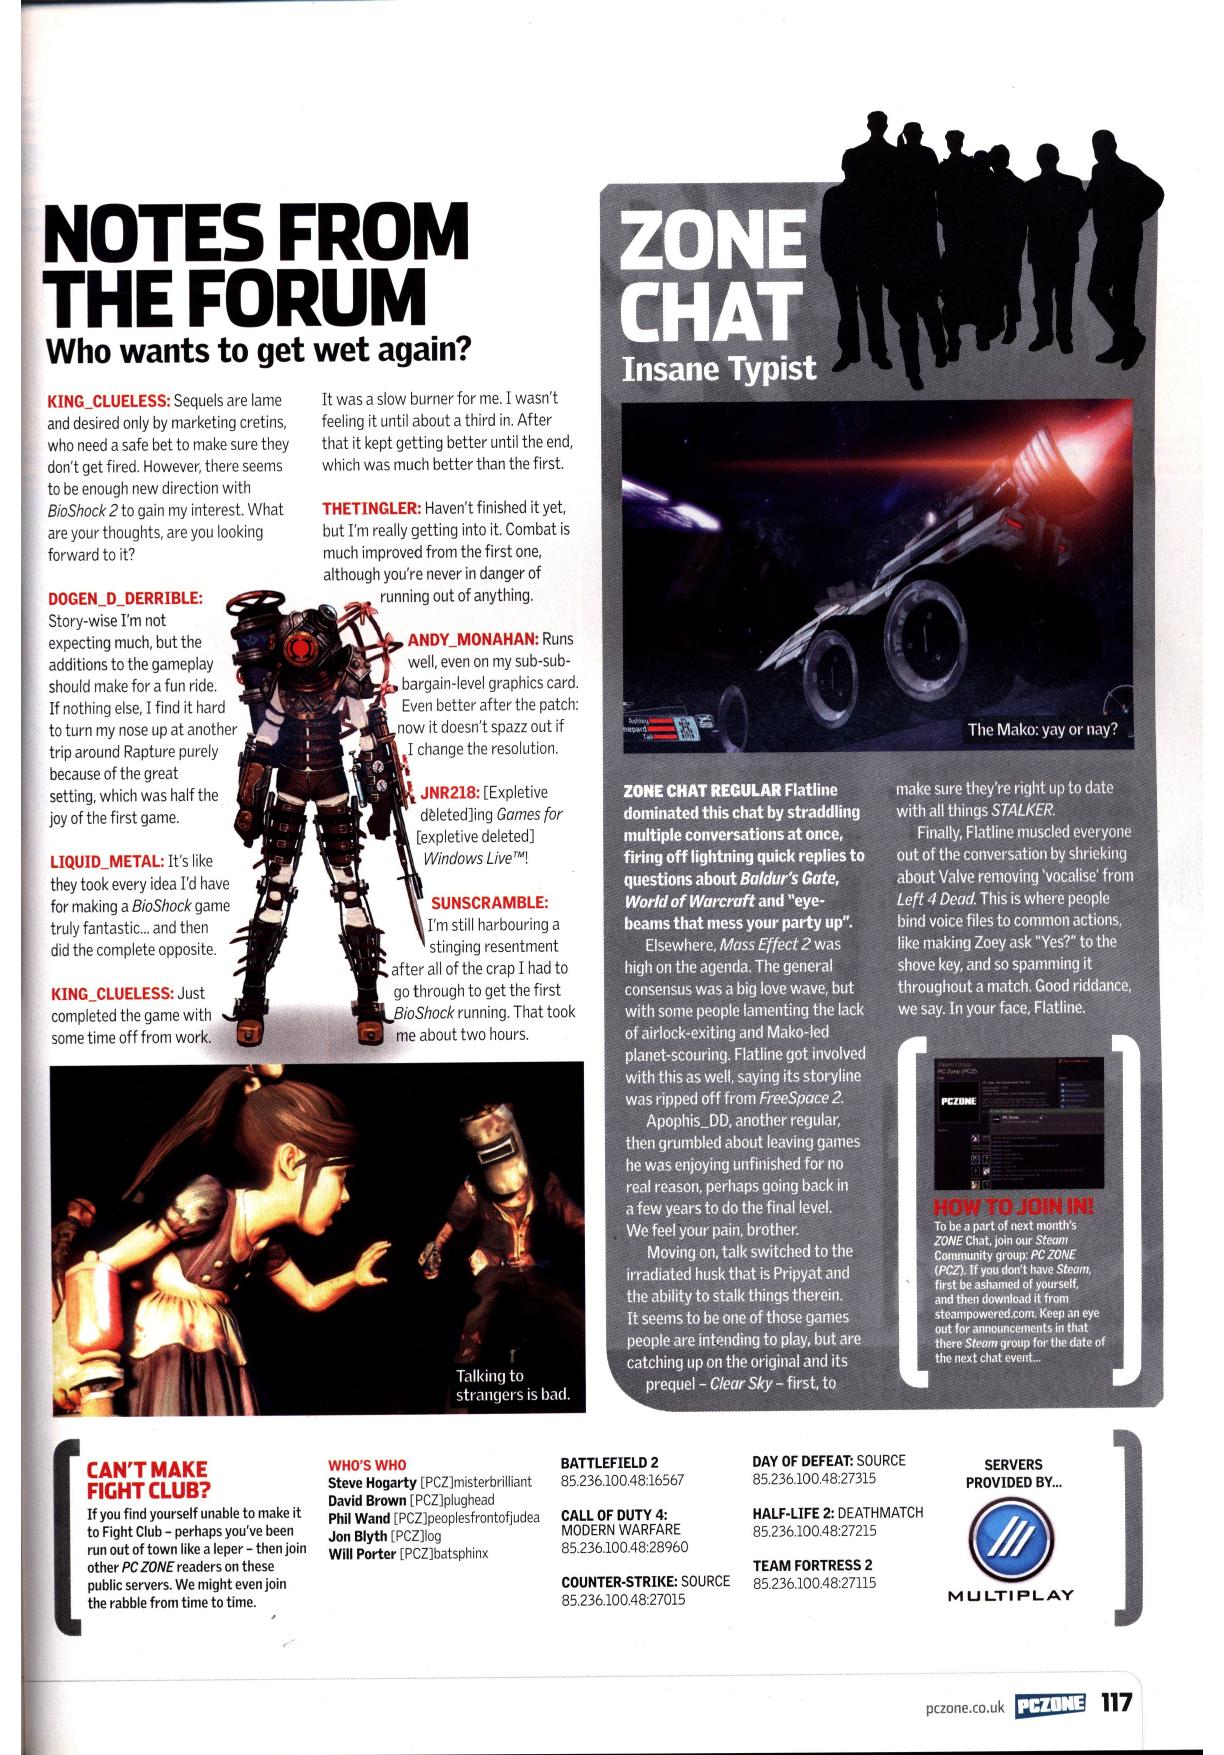 NOTES FROM
THE FORUM
Who wants to get wet again?
KING_CLUELESS: Sequels are lame
and desired only by marketing cretins,
who need a safe bet to make sure they
don't get fired. However, there seems
to be enough new direction with
BioShock 2 to gain my interest. What
are your thoughts, are you looking
forward to it?
DOGEN_D_DERRIBLE:
Story-wise I'm not
expecting much, but the
additions to the gameplay
should make for a fun ride.
If nothing else, I find it hard
to turn my nose up at another
trip around Rapture purely
because of the great
setting, which was half the
joy of the first game.
LIQUID_METAL: It's like
they took every idea I'd have
for making a BioShock game
truly fantastic... and then
did the complete opposite.
KING_CLUELESS: Just
completed the game with
some time off from work.
It was a slow burner for me. I wasn't
feeling it until about a third in. After
that it kept getting better until the end,
which was much better than the first.
THETINGLER: Haven't finished it yet,
but I'm really getting into it. Combat is
much improved from the first one,
although you're never in danger of
running out of anything.
ANDY_MONAHAN: Runs
well, even on my sub-sub-
bargain-level graphics card.
Even better after the patch:
now it doesn't spazz out if
I change the resolution.
JNR218: [Expletive
deleted]ing Games for
[expletive deleted]
Windows Live™!
SUNSCRAMBLE:
I'm still harbouring a
stinging resentment
after all of the crap I had to
go through to get the first
BioShock running. That took
me about two hours.
Talking to
strangers is bad.
ZONE
CHAT
Insane Typist
Ashley
hepard
Tali
The Mako: yay or nay?
ZONE CHAT REGULAR Flatline
dominated this chat by straddling
multiple conversations at once,
firing off lightning quick replies to
questions about Baldur's Gate,
World of Warcraft and "eye-
beams that mess your party up".
Elsewhere, Mass Effect 2 was
high on the agenda. The general
consensus was a big love wave, but
with some people lamenting the lack
of airlock-exiting and Mako-led
planet-scouring. Flatline got involved
with this as well, saying its storyline
was ripped off from FreeSpace 2.
Apophis_DD, another regular,
then grumbled about leaving games
he was enjoying unfinished for no
real reason, perhaps going back in
a few years to do the final level.
We feel your pain, brother.
Moving on, talk switched to the
irradiated husk that is Pripyat and
the ability to stalk things therein.
It seems to be one of those games
people are intending to play, but are
catching up on the original and its
prequel – Clear Sky – first, to
make sure they're right up to date
with all things STALKER.
Finally, Flatline muscled everyone
out of the conversation by shrieking
about Valve removing 'vocalise' from
Left 4 Dead. This is where people
bind voice files to common actions,
like making Zoey ask "Yes?" to the
shove key, and so spamming it
throughout a match. Good riddance,
we say. In your face, Flatline.
Steam Group
PC Zone (PCZ)
PCZONE
HOW TO JOIN IN!
To be a part of next month's
ZONE Chat, join our Steam
Community group: PC ZONE
(PCZ). If you don't have Steam,
first be ashamed of yourself,
and then download it from
steampowered.com. Keep an eye
out for announcements in that
there Steam group for the date of
the next chat event...
CAN'T MAKE
FIGHT CLUB?
If you find yourself unable to make it
to Fight Club – perhaps you've been
run out of town like a leper – then join
other PC ZONE readers on these
public servers. We might even join
the rabble from time to time.
WHO'S WHO
Steve Hogarty [PCZ]misterbrilliant
David Brown [PCZ]plughead
Phil Wand [PCZ]peoplesfrontofjudea
Jon Blyth [PCZ]log
Will Porter [PCZ]batsphinx
BATTLEFIELD 2
85.236.100.48:16567
CALL OF DUTY 4:
MODERN WARFARE
85.236.100.48:28960
COUNTER-STRIKE: SOURCE
85.236.100.48:27015
DAY OF DEFEAT: SOURCE
85.236.100.48:27315
HALF-LIFE 2: DEATHMATCH
85.236.100.48:27215
TEAM FORTRESS 2
85.236.100.48:27115
SERVERS
PROVIDED BY...
MULTIPLAY
pczone.co.uk PCZONE 117